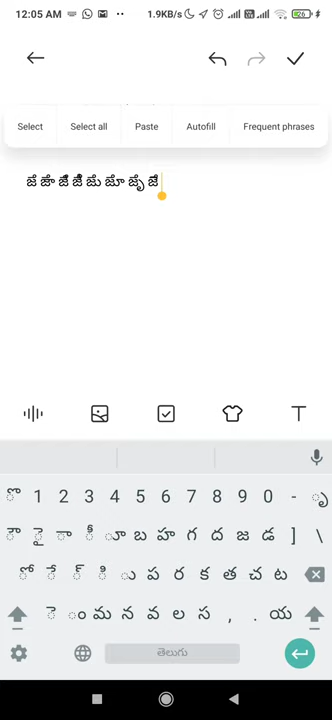 12:05 AM 1.9KB/s 26
Select Select all Paste Autofill Frequent phrases
1 2 3 4 5 6 7 8 9 0 - ృ
ౌ ై ా ీ ూ బ హ గ ద జ డ ] \
ో ే ్ ి ు ప ర క త చ ట
ె ం మ న వ ల స , . య
తెలుగు